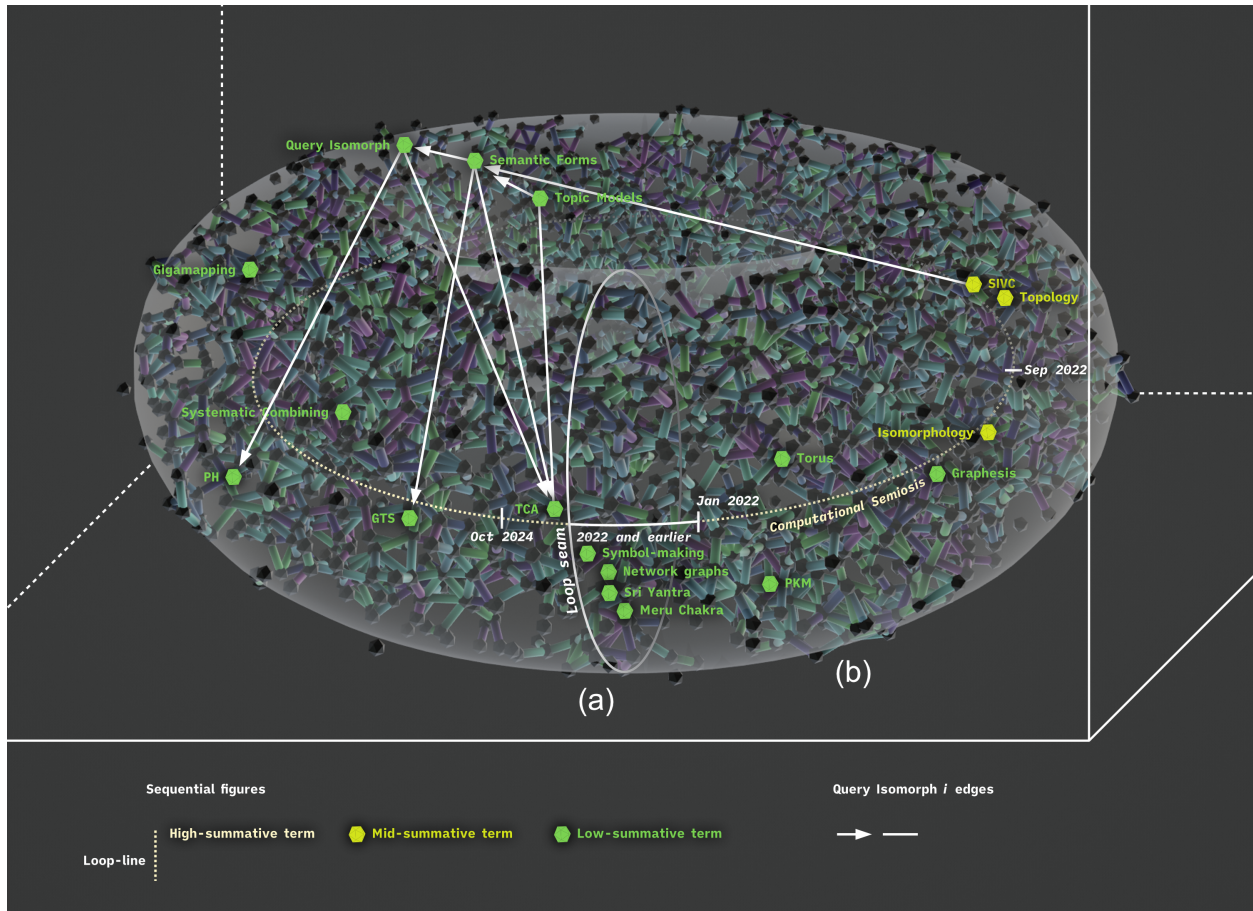 Query Isomorph
Semantic Forms
Topic Models
Gigamapping
SIVC
Topology
Sep 2022
Systematic Combining
Isomorphology
Torus
Graphesis
PH
Jan 2022
Computational Semiosis
TCA
GTS
Oct 2024
2022 and earlier
Loop seam
Symbol-making
Network graphs
Sri Yantra
Meru Chakra
PKM
(a)
(b)
Sequential figures
Query Isomorph i edges
High-summative term
Mid-summative term
Low-summative term
Loop-line